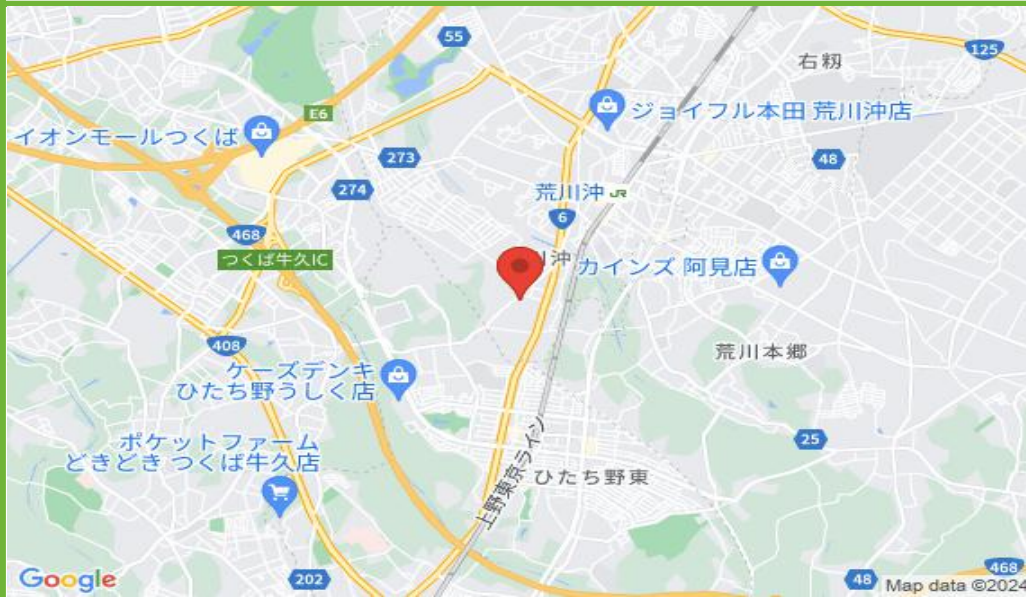 55
125
右籾
E6
ジョイフル本田 荒川沖店
イオンモールつくば
273
48
274
荒川沖 JR
6
468
つくば牛久IC
川沖
カインズ 阿見店
408
荒川本郷
ケーズデンキ
ひたち野うしく店
25
ポケットファーム
どきどき つくば牛久店
上野東京ライン
ひたち野東
468
Google
202
48
Map data ©2024